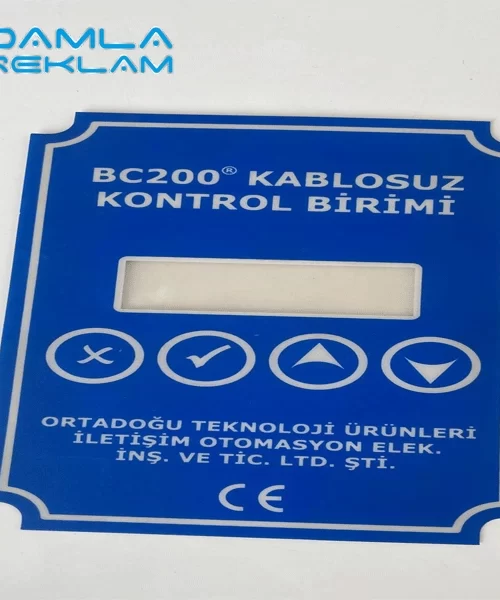 DAMLA
REKLAM
BC200® KABLOSUZ
KONTROL BİRİMİ
ORTADOĞU TEKNOLOJİ ÜRÜNLERİ
İLETİŞİM OTOMASYON ELEK.
İNŞ. VE TİC. LTD. ŞTİ.
CE